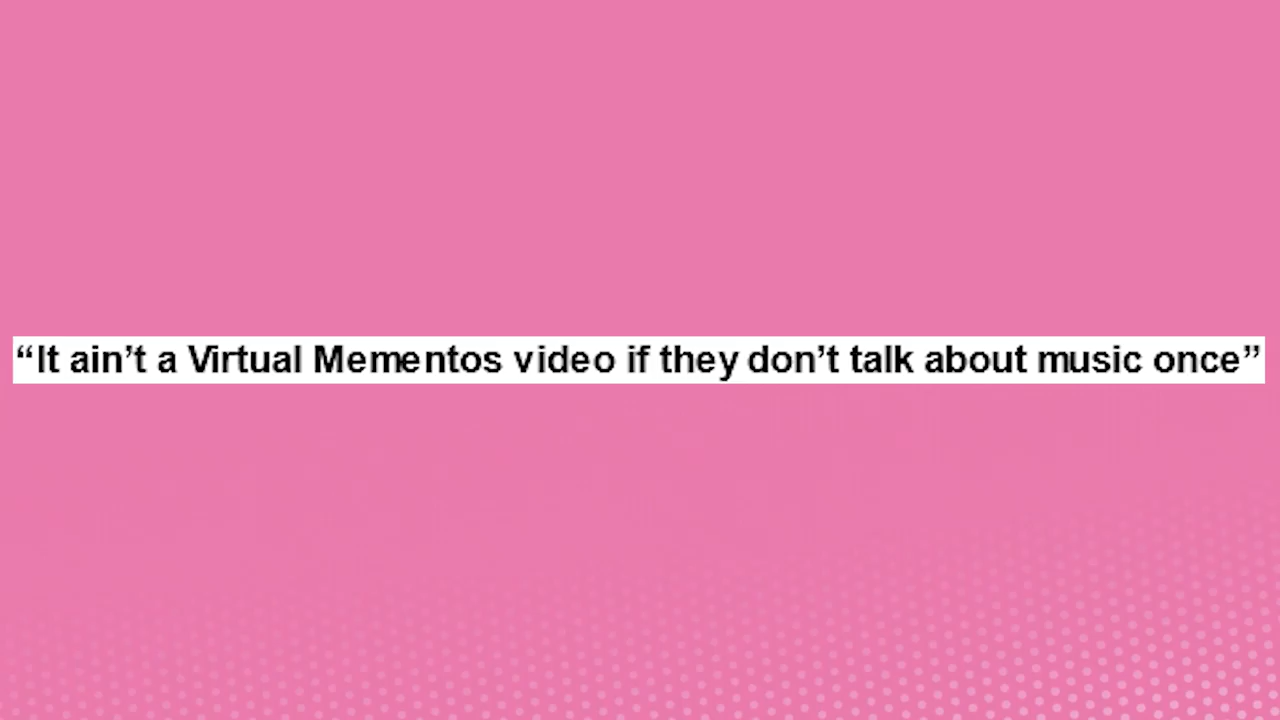 “It ain’t a Virtual Mementos video if they don’t talk about music once”